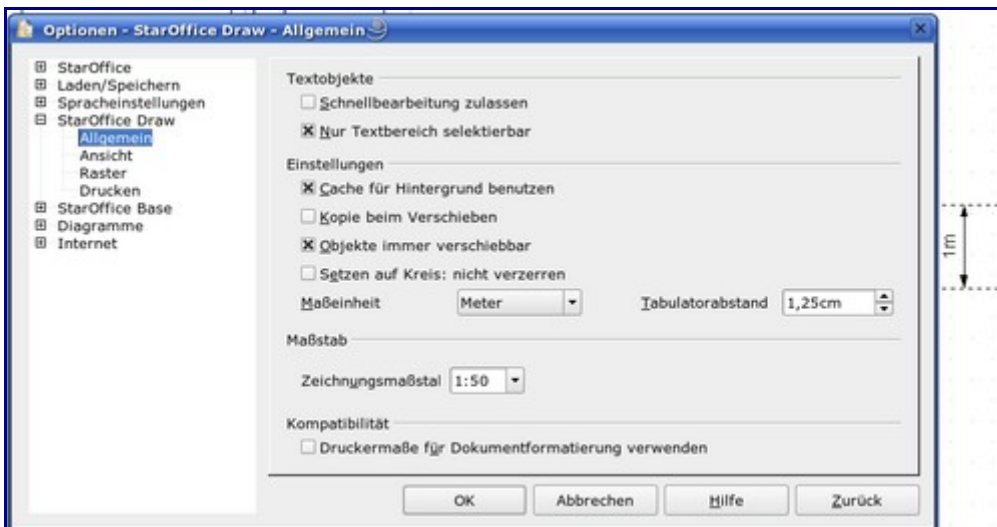 Optionen - StarOffice Draw - Allgemein
StarOffice
Laden/Speichern
Spracheinstellungen
StarOffice Draw
Allgemein
Ansicht
Raster
Drucken
StarOffice Base
Diagramme
Internet
Textobjekte
Schnellbearbeitung zulassen
Nur Textbereich selektierbar
Einstellungen
Cache für Hintergrund benutzen
Kopie beim Verschieben
Objekte immer verschiebbar
Setzen auf Kreis: nicht verzerren
Maßeinheit Meter Tabulatorabstand 1,25cm
Maßstab
Zeichnungsmaßstal 1:50
Kompatibilität
Druckermaße für Dokumentformatierung verwenden
OK Abbrechen Hilfe Zurück
1m